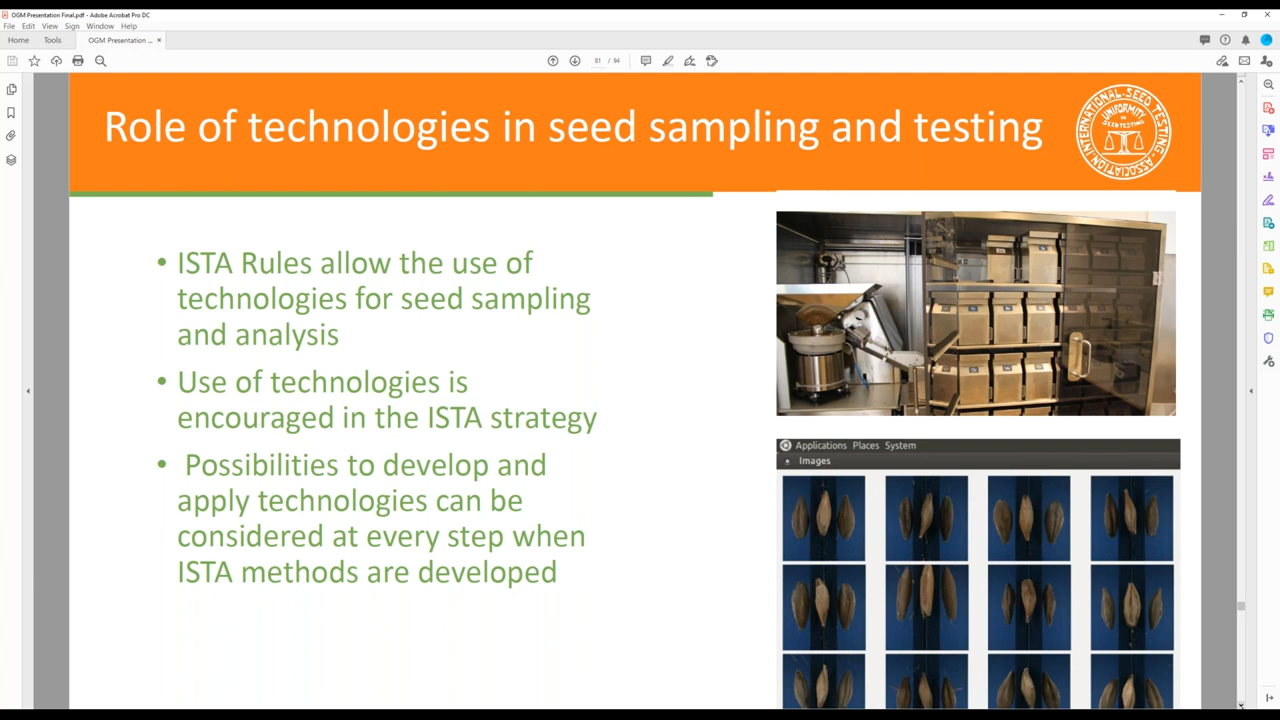 OGM Presentation Final.pdf - Adobe Acrobat Pro DC
File Edit View Sign Window Help
Home Tools OGM Presentation ... ×
81 / 94
Role of technologies in seed sampling and testing
INTERNATIONAL SEED TESTING ASSOCIATION
UNIFORMITY
IN
SEED TESTING
• ISTA Rules allow the use of
technologies for seed sampling
and analysis
• Use of technologies is
encouraged in the ISTA strategy
• Possibilities to develop and
apply technologies can be
considered at every step when
ISTA methods are developed
Applications Places System
Images